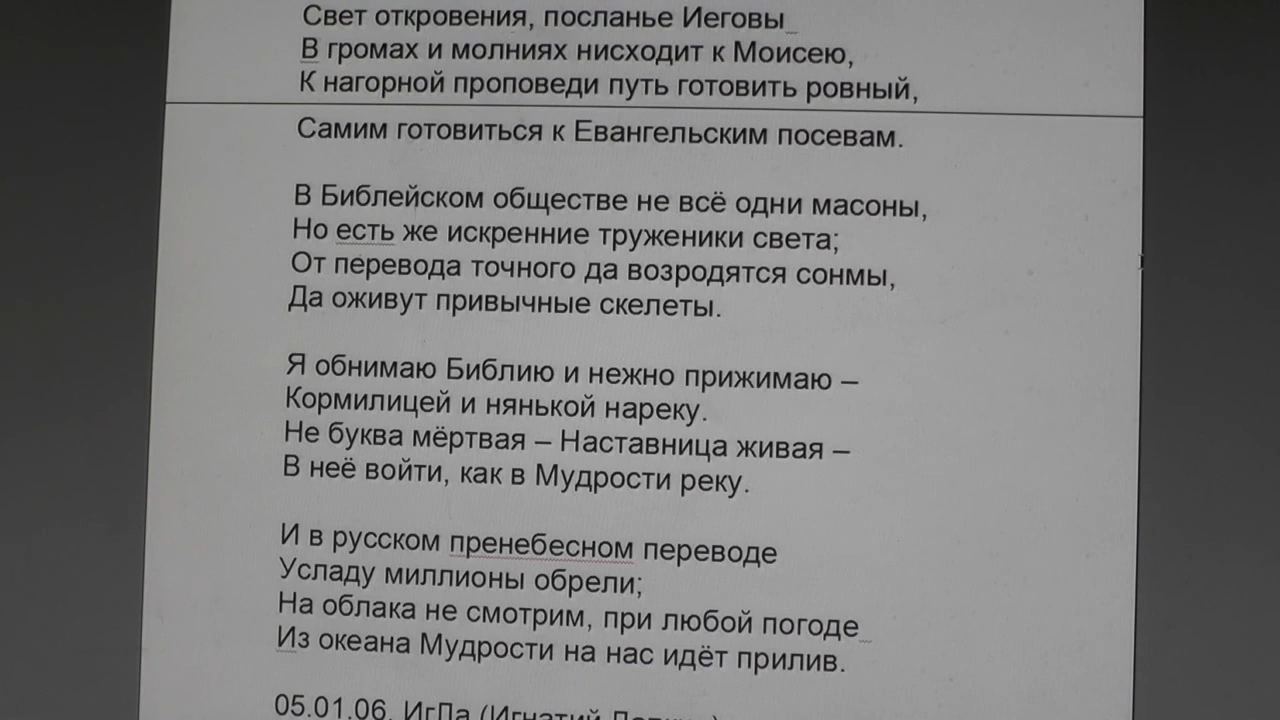 Свет откровения, посланье Иеговы
В громах и молниях нисходит к Моисею,
К нагорной проповеди путь готовить ровный,
Самим готовиться к Евангельским посевам.
В Библейском обществе не всё одни масоны,
Но есть же искренние труженики света;
От перевода точного да возродятся сонмы,
Да оживут привычные скелеты.
Я обнимаю Библию и нежно прижимаю –
Кормилицей и нянькой нареку.
Не буква мёртвая – Наставница живая –
В неё войти, как в Мудрости реку.
И в русском пренебесном переводе
Усладу миллионы обрели;
На облака не смотрим, при любой погоде
Из океана Мудрости на нас идёт прилив.
05.01.06. ИгЛа (Игнатий